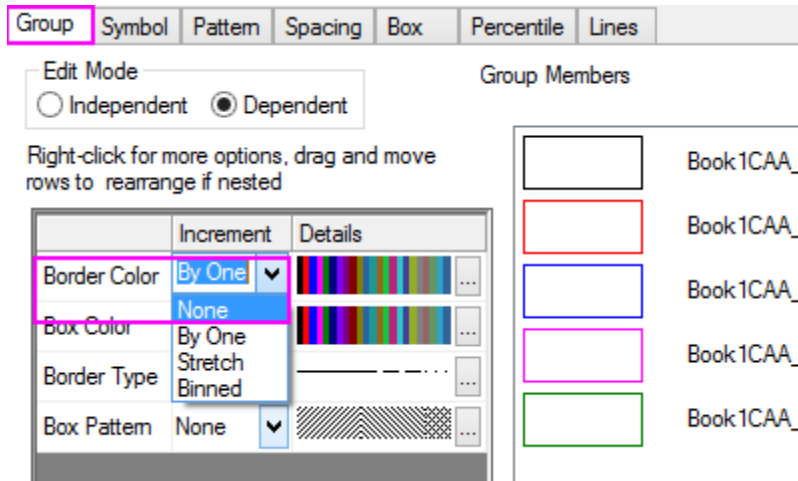 Group Symbol Pattern Spacing Box Percentile Lines
Edit Mode
Independent Dependent
Group Members
Right-click for more options, drag and move
rows to rearrange if nested
Increment Details
Border Color By One ...
None
Box Color ...
By One
Stretch
Border Type ...
Binned
Box Pattern None ...
Book1CAA_
Book1CAA_
Book1CAA_
Book1CAA_
Book1CAA_